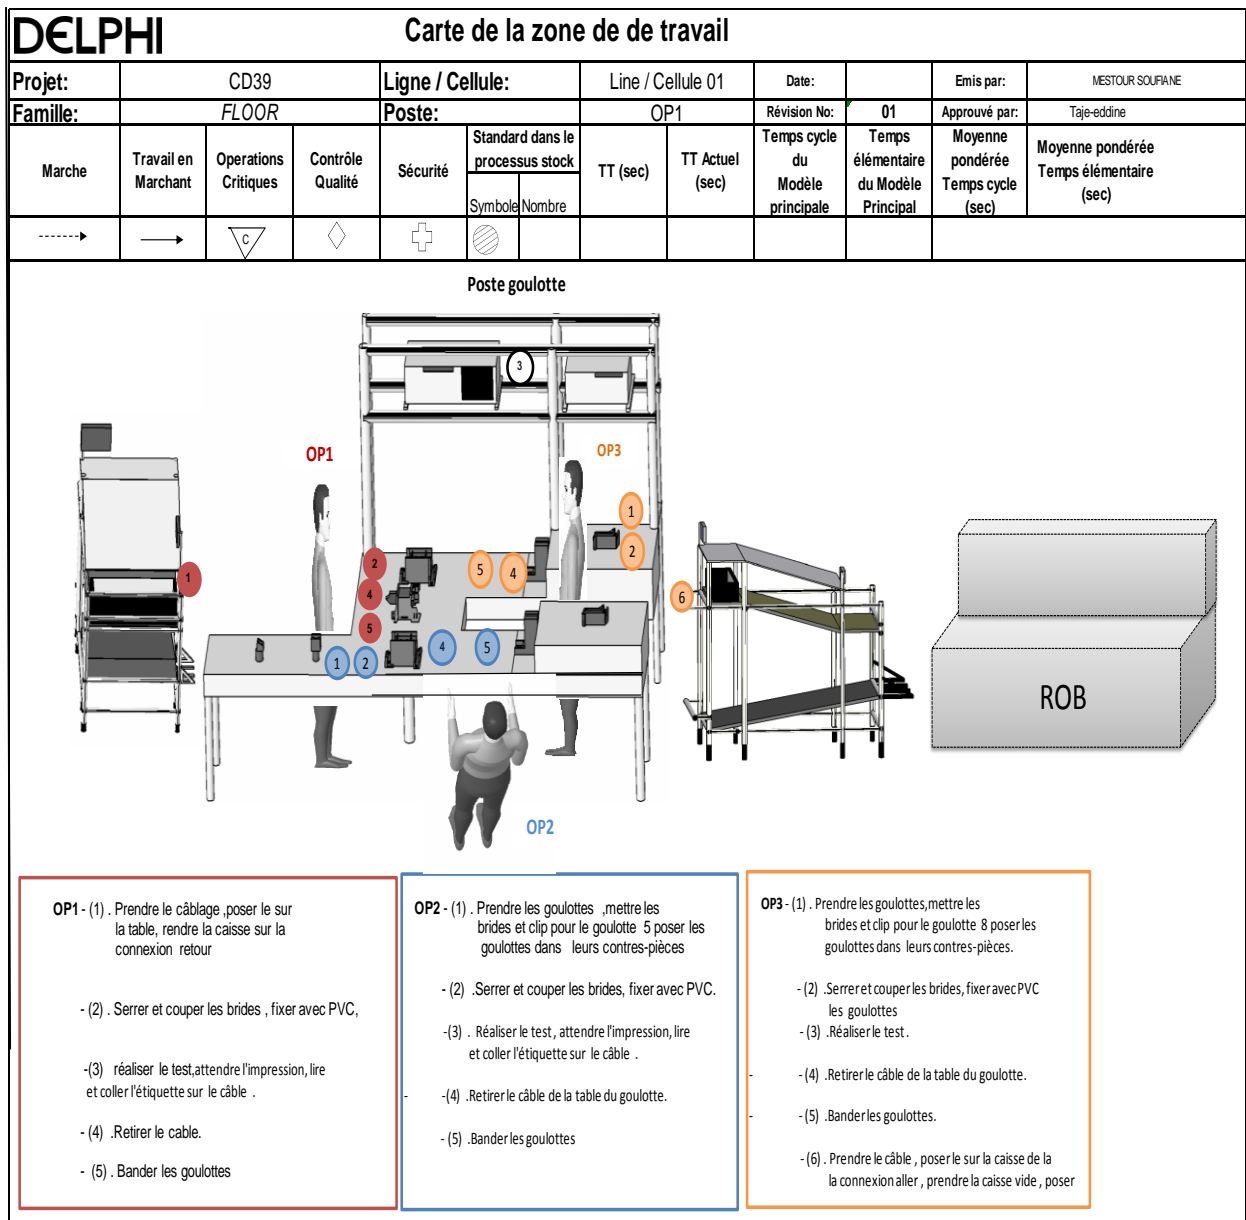 DELPHI
Carte de la zone de de travail
Projet: CD39 Ligne / Cellule: Line / Cellule 01 Date: Emis par: MESTOUR SOUFIANE
Famille: FLOOR Poste: OP1 Révision No: 01 Approuvé par: Taje-eddine
Marche
Travail en
Marchant
Operations
Critiques
Contrôle
Qualité
Sécurité
Standard dans le
processus stock
Symbole Nombre
TT (sec)
TT Actuel
(sec)
Temps cycle
du
Modèle
principale
Temps
élémentaire
du Modèle
Principal
Moyenne
pondérée
Temps cycle
(sec)
Moyenne pondérée
Temps élémentaire
(sec)
C
Poste goulotte
3
OP1
OP3
1
2
2
5
4
1
4
6
5
4
5
1
2
ROB
OP2
OP1 - (1) . Prendre le câblage ,poser le sur
la table, rendre la caisse sur la
connexion retour
- (2) . Serrer et couper les brides , fixer avec PVC,
-(3) réaliser le test,attendre l'impression, lire
et coller l'étiquette sur le câble .
- (4) .Retirer le cable.
- (5) . Bander les goulottes
OP2 - (1) . Prendre les goulottes ,mettre les
brides et clip pour le goulotte 5 poser les
goulottes dans leurs contres-pièces
- (2) .Serrer et couper les brides, fixer avec PVC.
-(3) . Réaliser le test , attendre l'impression, lire
et coller l'étiquette sur le câble .
- -(4) .Retirer le câble de la table du goulotte.
- (5) .Bander les goulottes
OP3 - (1) . Prendre les goulottes,mettre les
brides et clip pour le goulotte 8 poser les
goulottes dans leurs contres-pièces.
- (2) .Serrer et couper les brides, fixer avec PVC
les goulottes
- (3) .Réaliser le test .
- - (4) .Retirer le câble de la table du goulotte.
- - (5) .Bander les goulottes.
- (6) . Prendre le câble , poser le sur la caisse de la
la connexion aller , prendre la caisse vide , poser